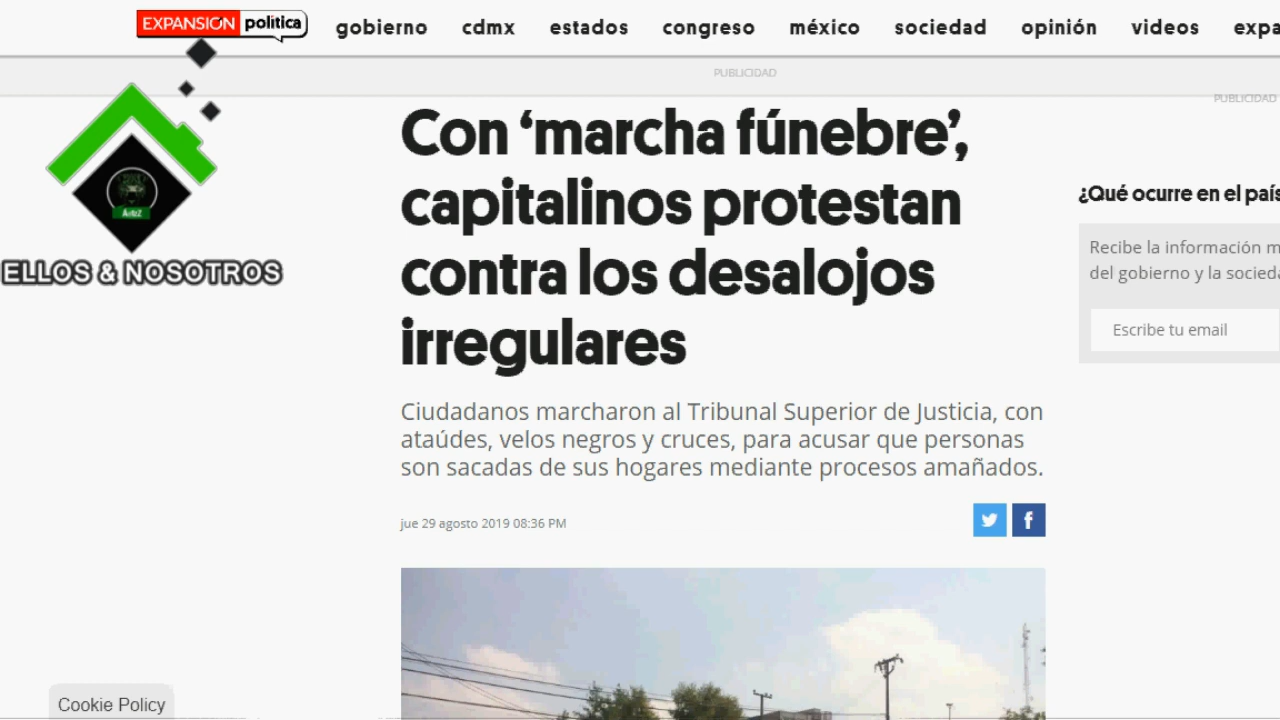 EXPANSIÓN política
gobierno cdmx estados congreso méxico sociedad opinión videos expa
PUBLICIDAD
PUBLICIDAD
ELLOS & NOSOTROS
Con ‘marcha fúnebre’,
capitalinos protestan
contra los desalojos
irregulares
Ciudadanos marcharon al Tribunal Superior de Justicia, con
ataúdes, velos negros y cruces, para acusar que personas
son sacadas de sus hogares mediante procesos amañados.
jue 29 agosto 2019 08:36 PM
¿Qué ocurre en el país
Recibe la información m
del gobierno y la socieda
Escribe tu email
Cookie Policy